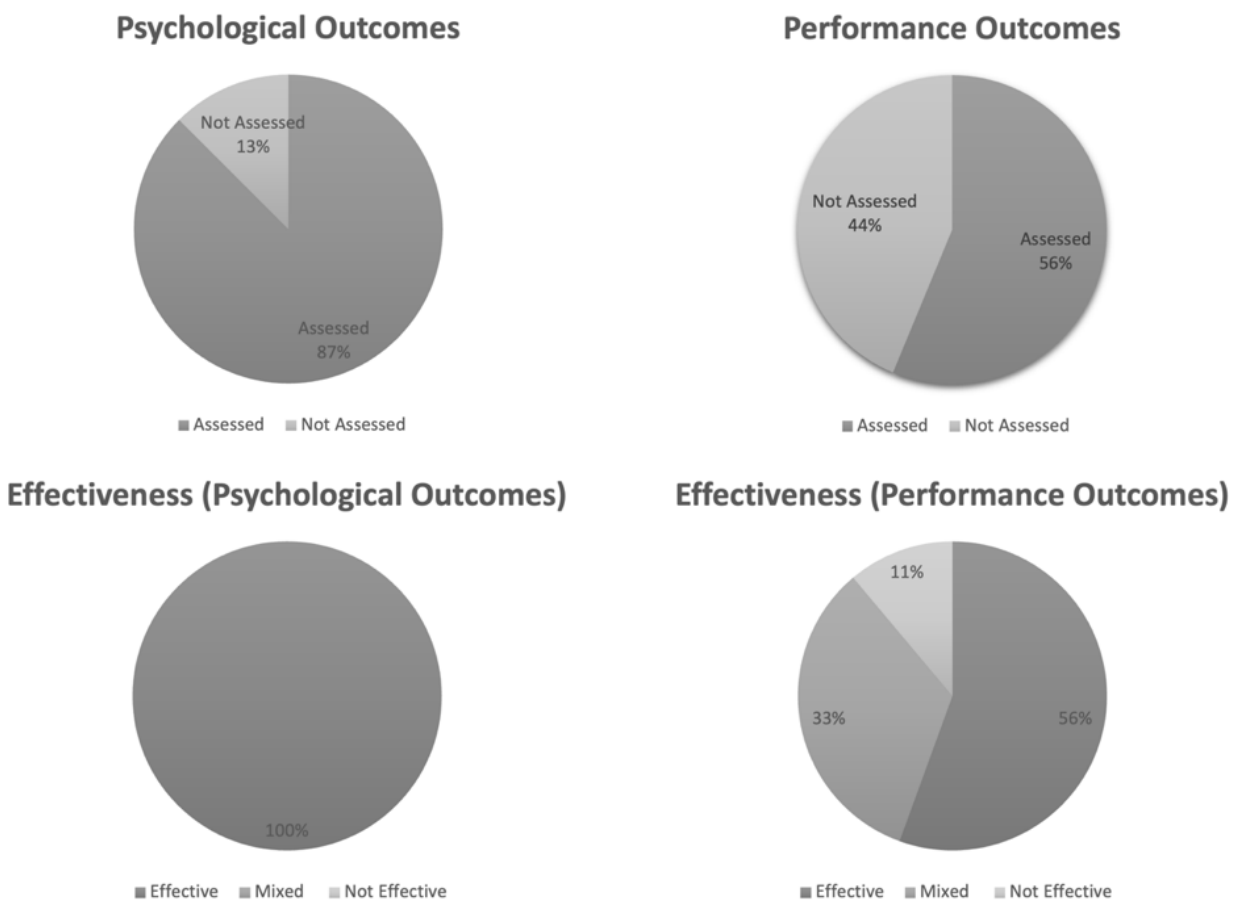 Psychological Outcomes
Not Assessed
13%
Assessed
87%
Assessed Not Assessed
Performance Outcomes
Not Assessed
44%
Assessed
56%
Assessed Not Assessed
Effectiveness (Psychological Outcomes)
100%
Effective Mixed Not Effective
Effectiveness (Performance Outcomes)
11%
33%
56%
Effective Mixed Not Effective